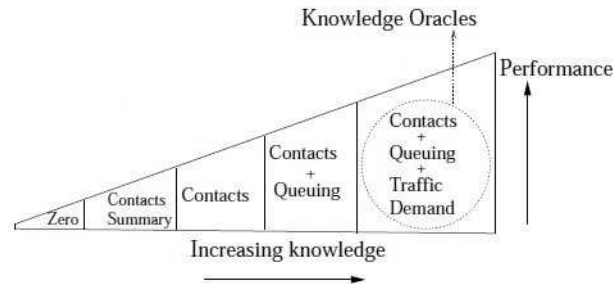 Knowledge Oracles
Performance
Zero
Contacts
Summary
Contacts
Contacts
+
Queuing
Contacts
+
Queuing
+
Traffic
Demand
Increasing knowledge